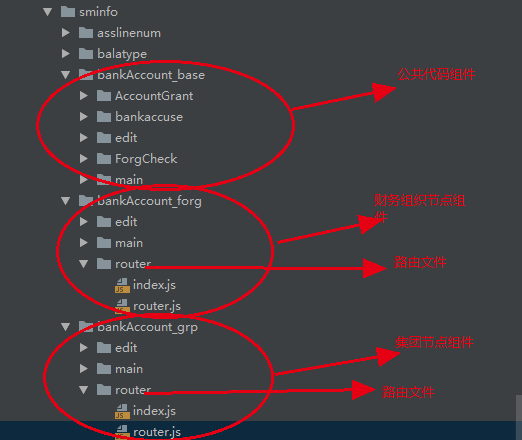 sminfo
asslinenum
balatype
bankAccount_base
公共代码组件
AccountGrant
bankaccuse
edit
ForgCheck
main
bankAccount_forg
财务组织节点组
件
edit
main
router
路由文件
index.js
router.js
bankAccount_grp
集团节点组件
edit
main
router
路由文件
index.js
router.js